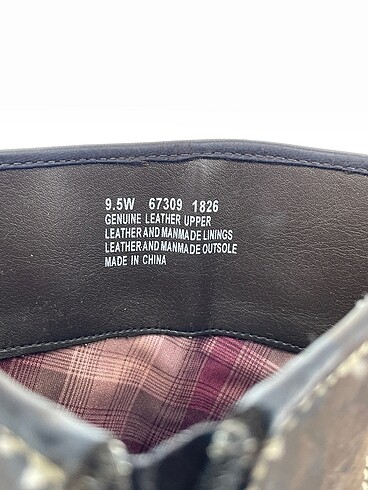 9.5W 67309 1826
GENUINE LEATHER UPPER
LEATHER AND MANMADE LININGS
LEATHER AND MANMADE OUTSOLE
MADE IN CHINA